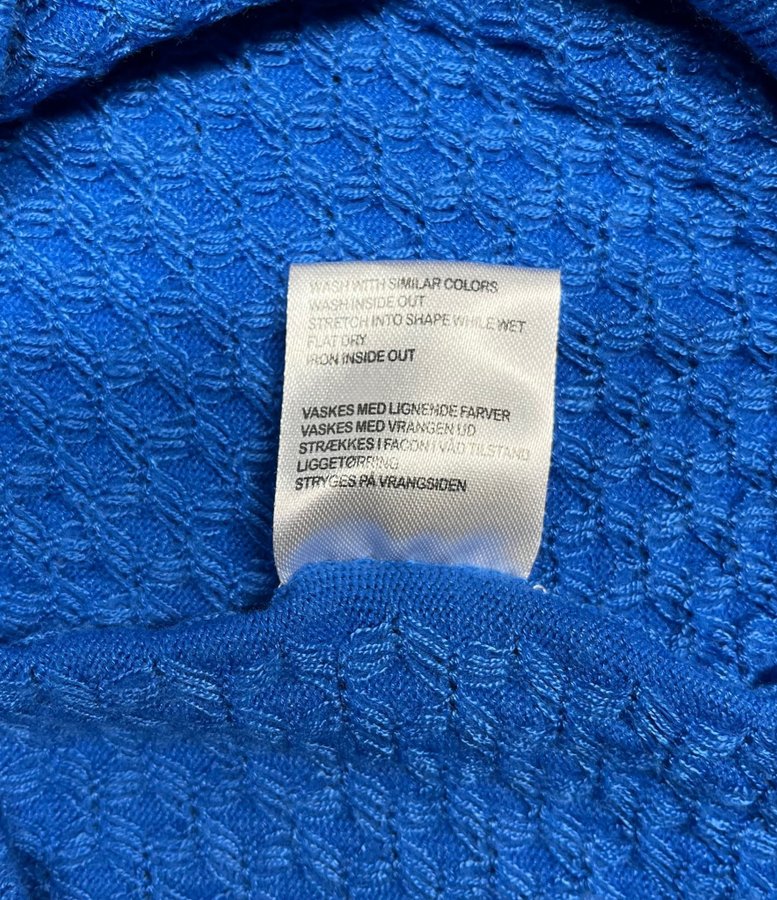 WASH WITH SIMILAR COLORS
WASH INSIDE OUT
STRETCH INTO SHAPE WHILE WET
FLAT DRY
IRON INSIDE OUT
VASKES MED LIGNENDE FARVER
VASKES MED VRANGEN UD
STRÆKKES I FACON I VÅD TILSTAND
LIGGETØRRING
STRYGES PÅ VRANGSIDEN